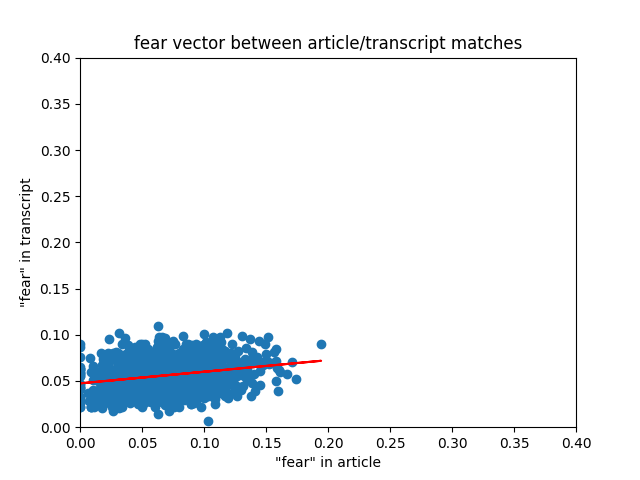 fear vector between article/transcript matches
0.40
0.35
0.30
0.25
0.20
0.15
0.10
0.05
0.00
"fear" in transcript
0.00 0.05 0.10 0.15 0.20 0.25 0.30 0.35 0.40
"fear" in article